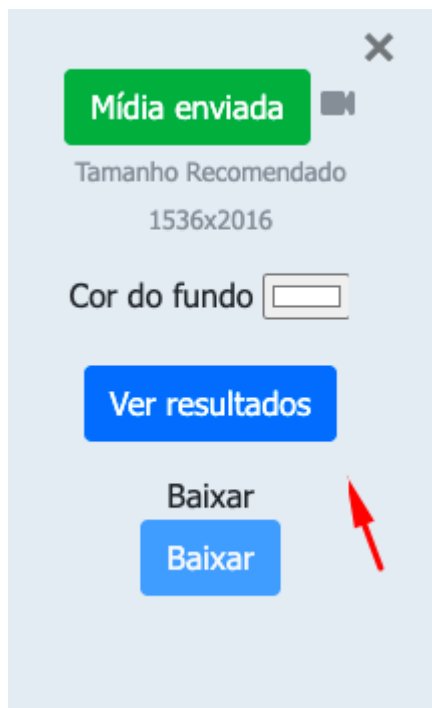 Mídia enviada
Tamanho Recomendado
1536x2016
Cor do fundo
Ver resultados
Baixar
Baixar